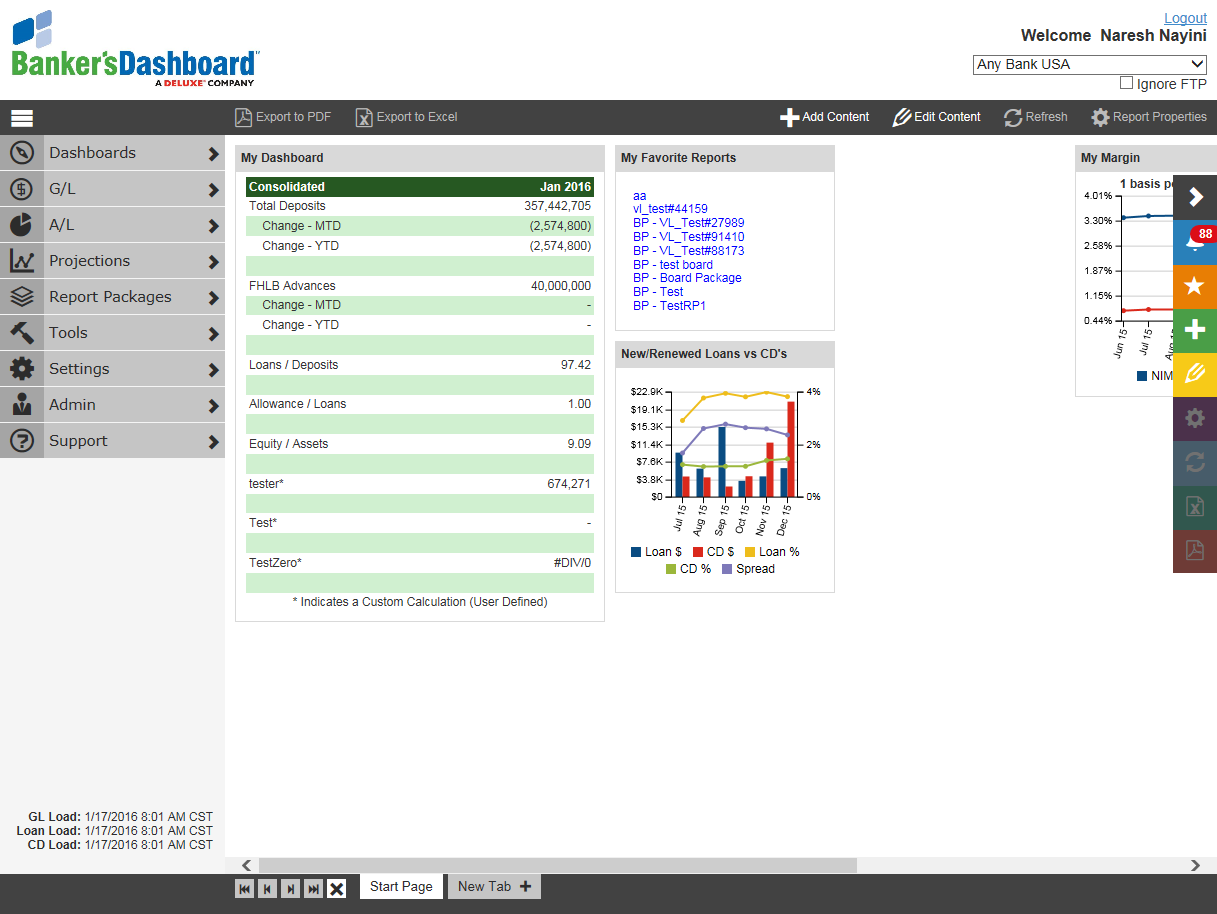 Logout
Banker'sDashboard
A DELUXE COMPANY
Welcome Naresh Nayini
Any Bank USA
Ignore FTP
Export to PDF Export to Excel Add Content Edit Content Refresh Report Properties
Dashboards
G/L
A/L
Projections
Report Packages
Tools
Settings
Admin
Support
GL Load: 1/17/2016 8:01 AM CST
Loan Load: 1/17/2016 8:01 AM CST
CD Load: 1/17/2016 8:01 AM CST
My Dashboard
Consolidated Jan 2016
Total Deposits 357,442,705
Change - MTD (2,574,800)
Change - YTD (2,574,800)
FHLB Advances 40,000,000
Change - MTD -
Change - YTD -
Loans / Deposits 97.42
Allowance / Loans 1.00
Equity / Assets 9.09
tester* 674,271
Test* -
TestZero* #DIV/0
* Indicates a Custom Calculation (User Defined)
My Favorite Reports
aa
vl_test#44159
BP - VL_Test#27989
BP - VL_Test#91410
BP - VL_Test#88173
BP - test board
BP - Board Package
BP - Test
BP - TestRP1
New/Renewed Loans vs CD's
$22.9K 4%
$19.1K
$15.3K
$11.4K 2%
$7.6K
$3.8K
$0 0%
Jul 15 Aug 15 Sep 15 Oct 15 Nov 15 Dec 15
Loan $ CD $ Loan %
CD % Spread
My Margin
1 basis p
4.01%
3.30%
2.58%
1.87%
1.15%
0.44%
Jun 15 Jul 15 Aug
NIM
88
Start Page New Tab